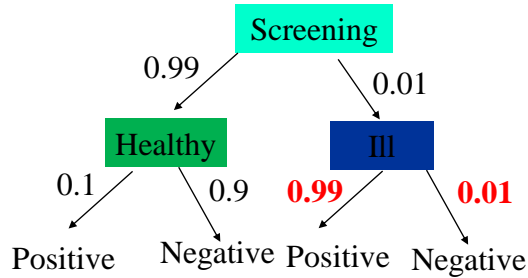 Screening
0.99
0.01
Healthy
Ill
0.1
0.9
0.99
0.01
Positive
Negative
Positive
Negative